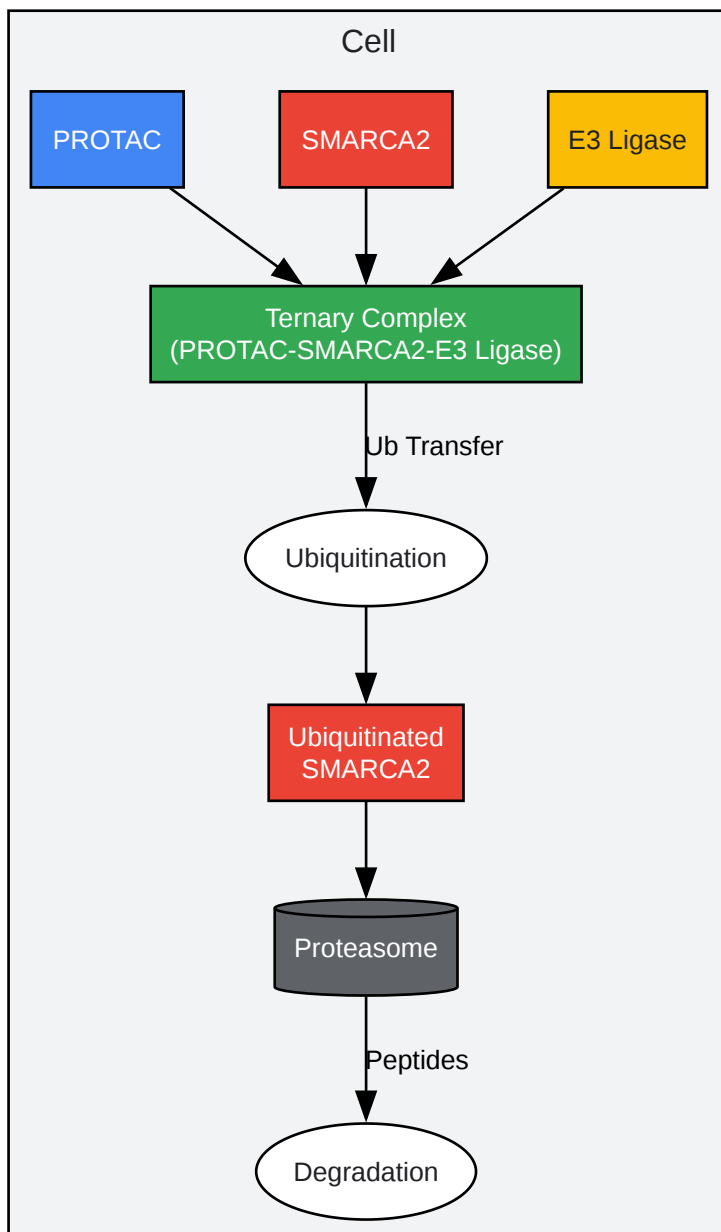 Cell
PROTAC
SMARCA2
E3 Ligase
Ternary Complex
(PROTAC-SMARCA2-E3 Ligase)
Ub Transfer
Ubiquitination
Ubiquitinated
SMARCA2
Proteasome
Peptides
Degradation